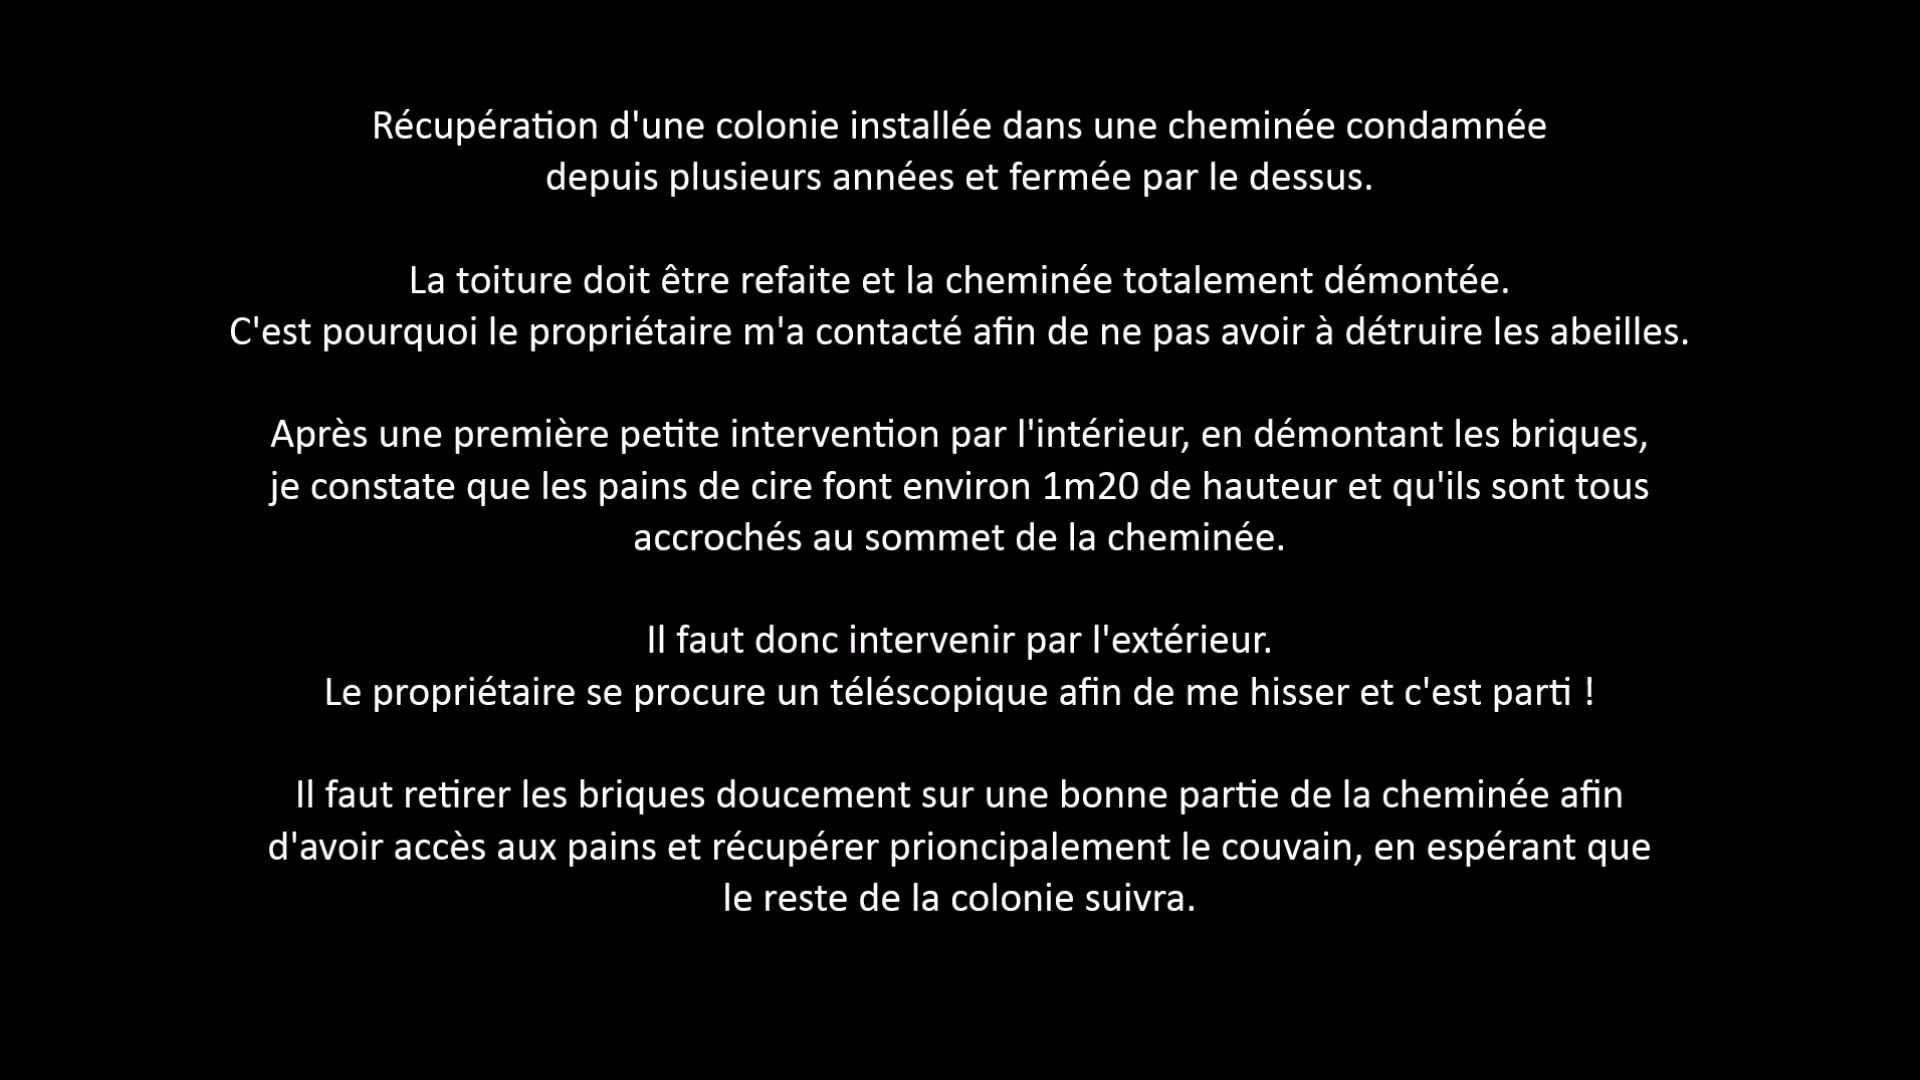 Récupération d'une colonie installée dans une cheminée condamnée
depuis plusieurs années et fermée par le dessus.
La toiture doit être refaite et la cheminée totalement démontée.
C'est pourquoi le propriétaire m'a contacté afin de ne pas avoir à détruire les abeilles.
Après une première petite intervention par l'intérieur, en démontant les briques,
je constate que les pains de cire font environ 1m20 de hauteur et qu'ils sont tous
accrochés au sommet de la cheminée.
Il faut donc intervenir par l'extérieur.
Le propriétaire se procure un téléscopique afin de me hisser et c'est parti !
Il faut retirer les briques doucement sur une bonne partie de la cheminée afin
d'avoir accès aux pains et récupérer prioncipalement le couvain, en espérant que
le reste de la colonie suivra.